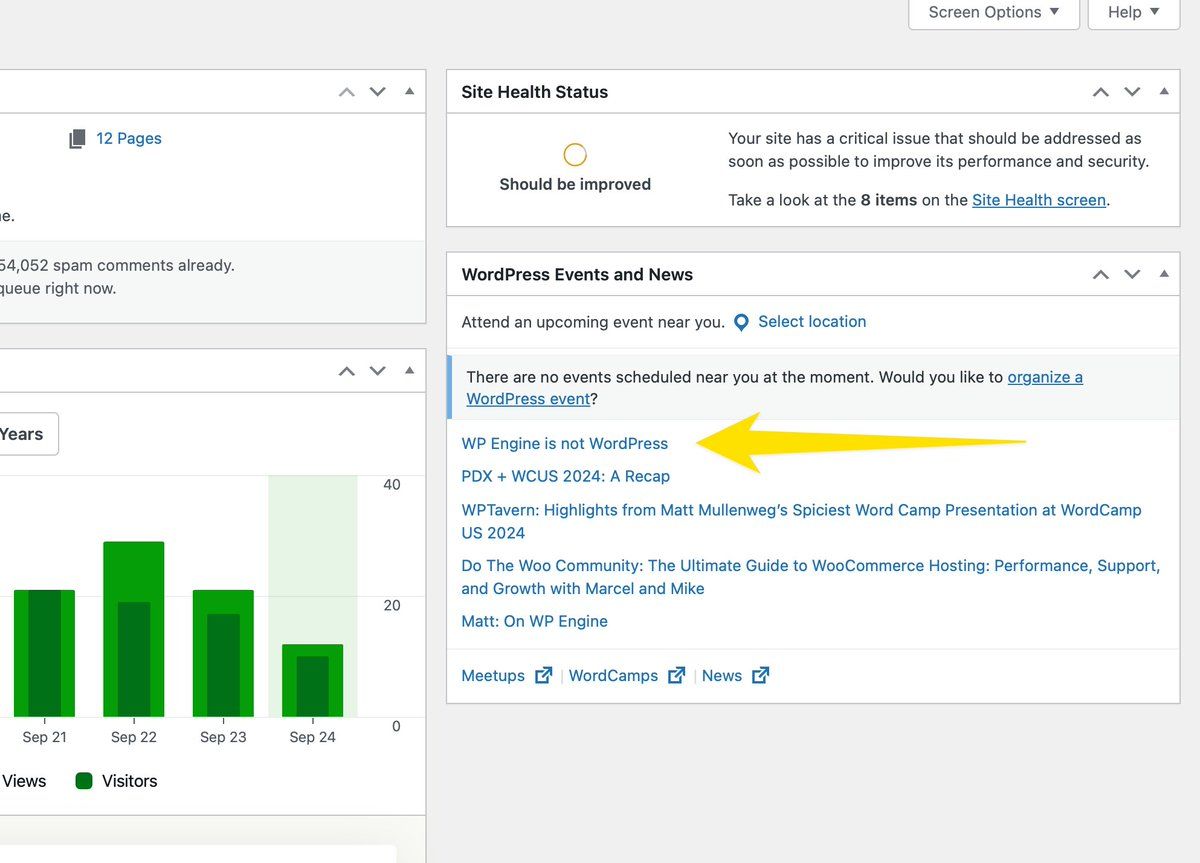 Screen Options
Help
12 Pages
ne.
54,052 spam comments already.
queue right now.
Years
40
20
0
Sep 21
Sep 22
Sep 23
Sep 24
Views
Visitors
Site Health Status
Should be improved
Your site has a critical issue that should be addressed as
soon as possible to improve its performance and security.
Take a look at the 8 items on the Site Health screen.
WordPress Events and News
Attend an upcoming event near you. Select location
There are no events scheduled near you at the moment. Would you like to organize a
WordPress event?
WP Engine is not WordPress
PDX + WCUS 2024: A Recap
WPTavern: Highlights from Matt Mullenweg’s Spiciest Word Camp Presentation at WordCamp
US 2024
Do The Woo Community: The Ultimate Guide to WooCommerce Hosting: Performance, Support,
and Growth with Marcel and Mike
Matt: On WP Engine
Meetups | WordCamps | News